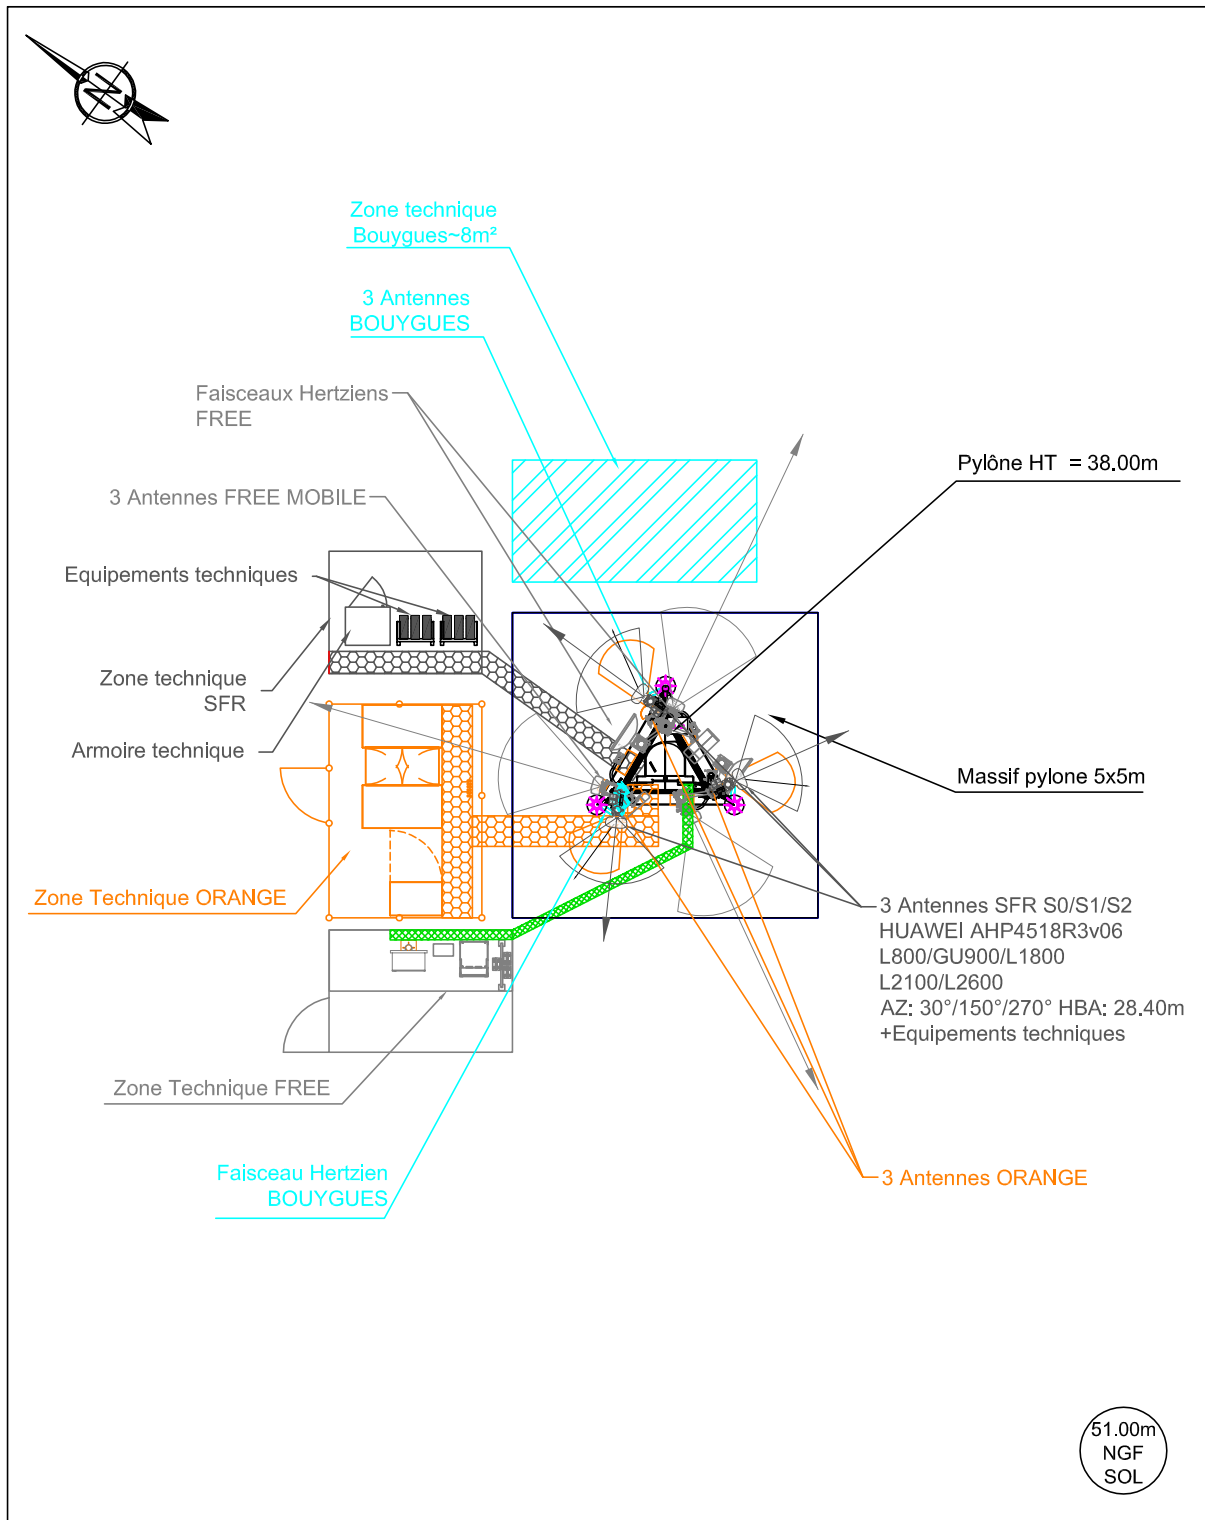 N
Zone technique
Bouygues~8m²
3 Antennes
BOUYGUES
Faisceaux Hertziens
FREE
Pylône HT = 38.00m
3 Antennes FREE MOBILE
Equipements techniques
Zone technique
SFR
Armoire technique
Massif pylone 5x5m
Zone Technique ORANGE
3 Antennes SFR S0/S1/S2
HUAWEI AHP4518R3v06
L800/GU900/L1800
L2100/L2600
AZ: 30°/150°/270° HBA: 28.40m
+Equipements techniques
Zone Technique FREE
Faisceau Hertzien
BOUYGUES
3 Antennes ORANGE
51.00m
NGF
SOL